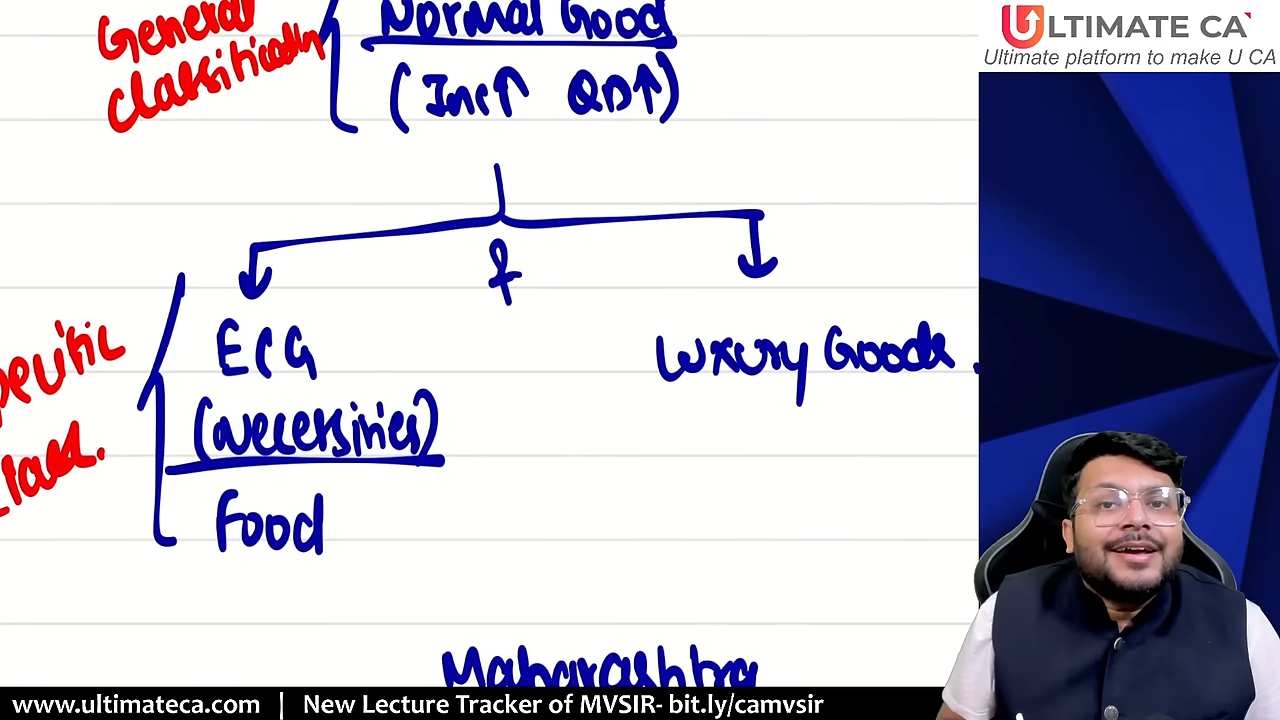 General
classification
Normal Good
(Inc↑ QD↑)
&
ECG
(Necessities)
Food
Luxury Goods.
Maharashtra
ULTIMATE CA
Ultimate platform to make U CA
www.ultimateca.com | New Lecture Tracker of MVSIR- bit.ly/camvsir